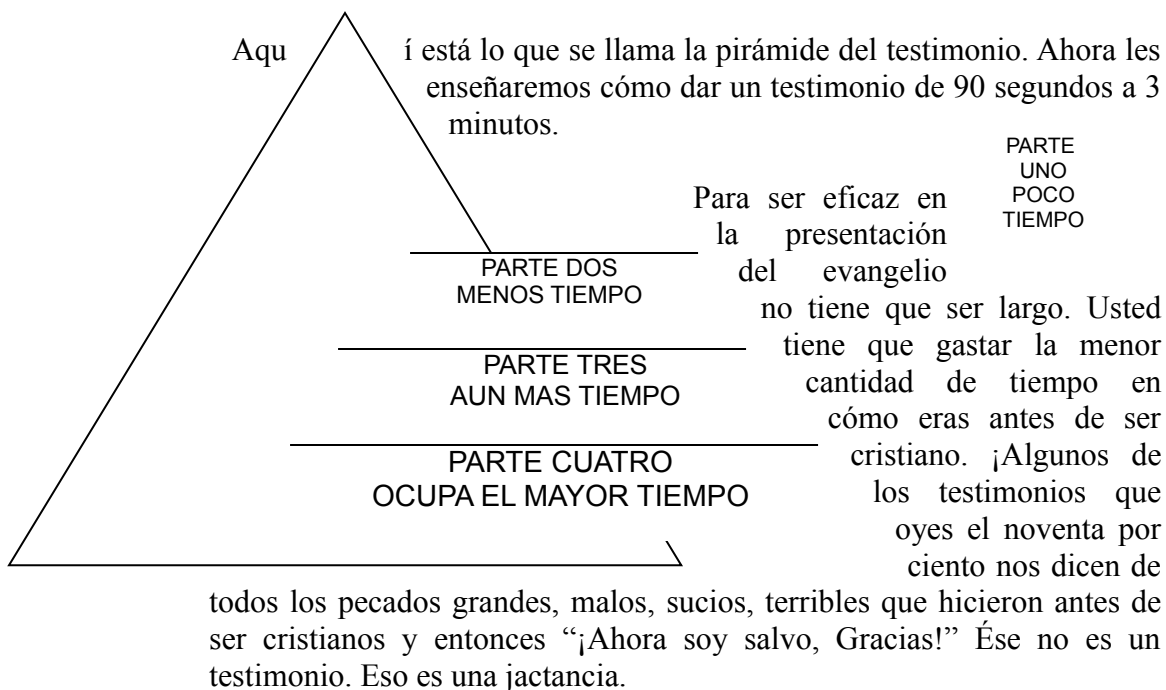 Aquí está lo que se llama la pirámide del testimonio. Ahora les
enseñaremos cómo dar un testimonio de 90 segundos a 3
minutos.
PARTE
UNO
POCO
TIEMPO
Para ser eficaz en
la presentación
del evangelio
no tiene que ser largo. Usted
tiene que gastar la menor
cantidad de tiempo en
cómo eras antes de ser
cristiano. ¡Algunos de
los testimonios que
oyes el noventa por
ciento nos dicen de
PARTE DOS
MENOS TIEMPO
PARTE TRES
AUN MAS TIEMPO
PARTE CUATRO
OCUPA EL MAYOR TIEMPO
todos los pecados grandes, malos, sucios, terribles que hicieron antes de
ser cristianos y entonces “¡Ahora soy salvo, Gracias!” Ése no es un
testimonio. Eso es una jactancia.